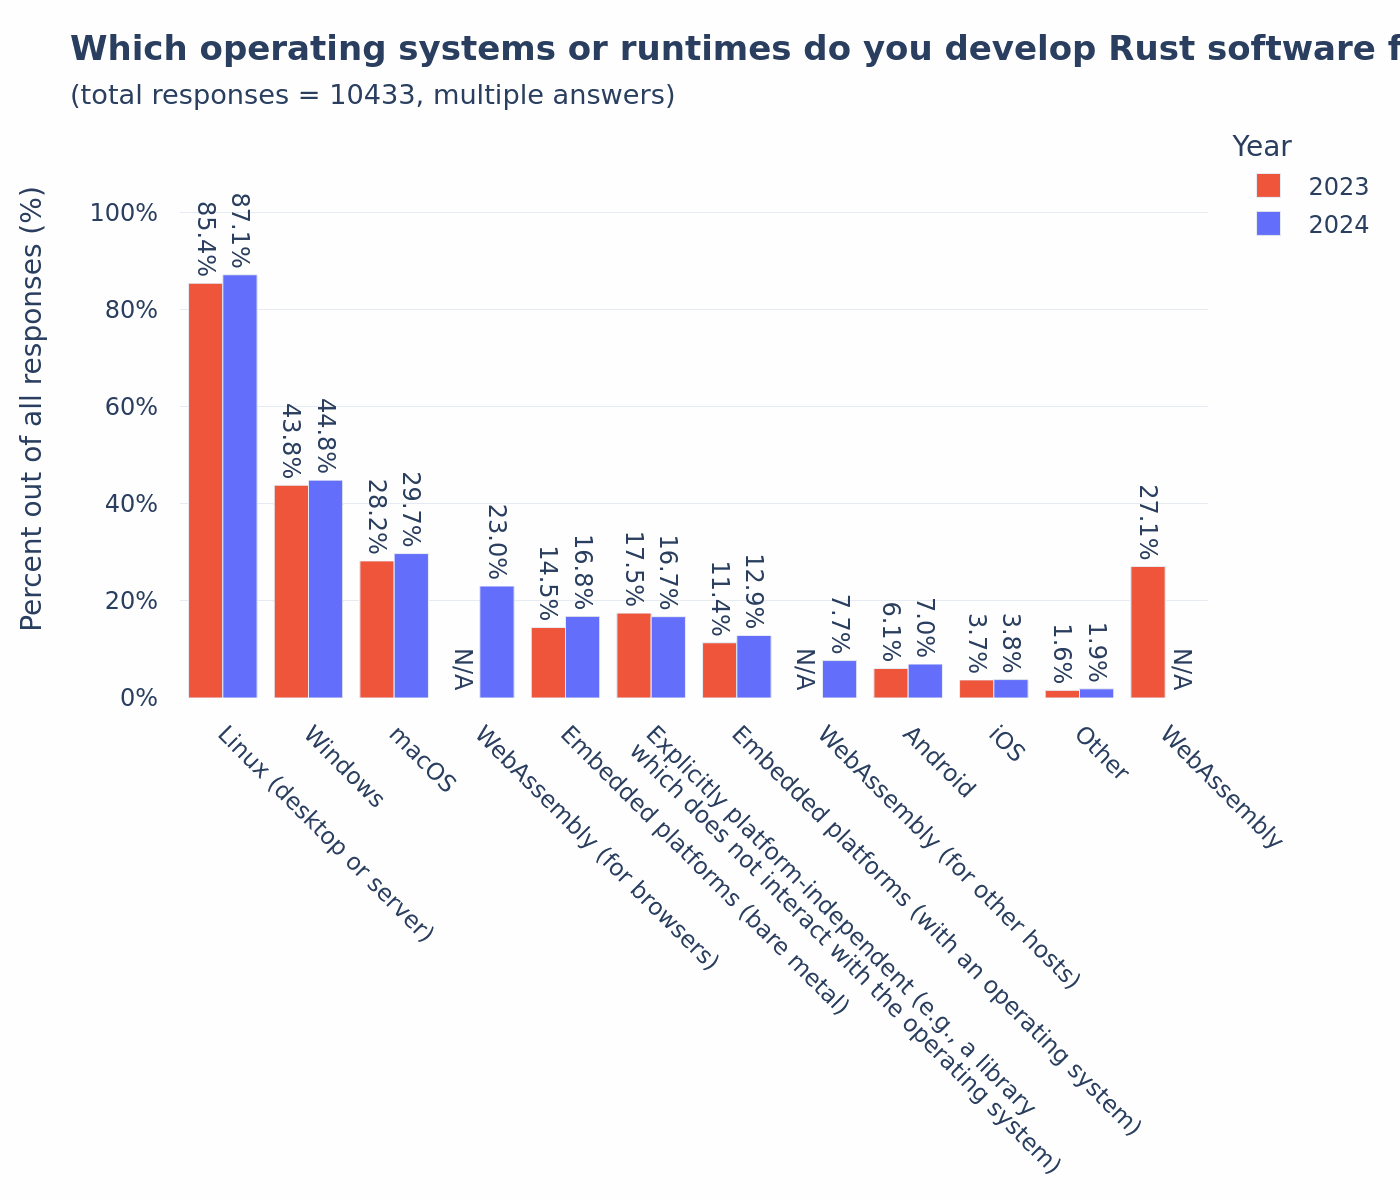 Which operating systems or runtimes do you develop Rust software f
(total responses = 10433, multiple answers)
Year
2023
2024
Percent out of all responses (%)
100%
80%
60%
40%
20%
0%
85.4%
87.1%
43.8%
44.8%
28.2%
29.7%
N/A
23.0%
14.5%
16.8%
17.5%
16.7%
11.4%
12.9%
N/A
7.7%
6.1%
7.0%
3.7%
3.8%
1.6%
1.9%
27.1%
N/A
Linux (desktop or server)
Windows
macOS
WebAssembly (for browsers)
Embedded platforms (bare metal)
Explicitly platform-independent (e.g., a library
which does not interact with the operating system)
Embedded platforms (with an operating system)
WebAssembly (for other hosts)
Android
iOS
Other
WebAssembly